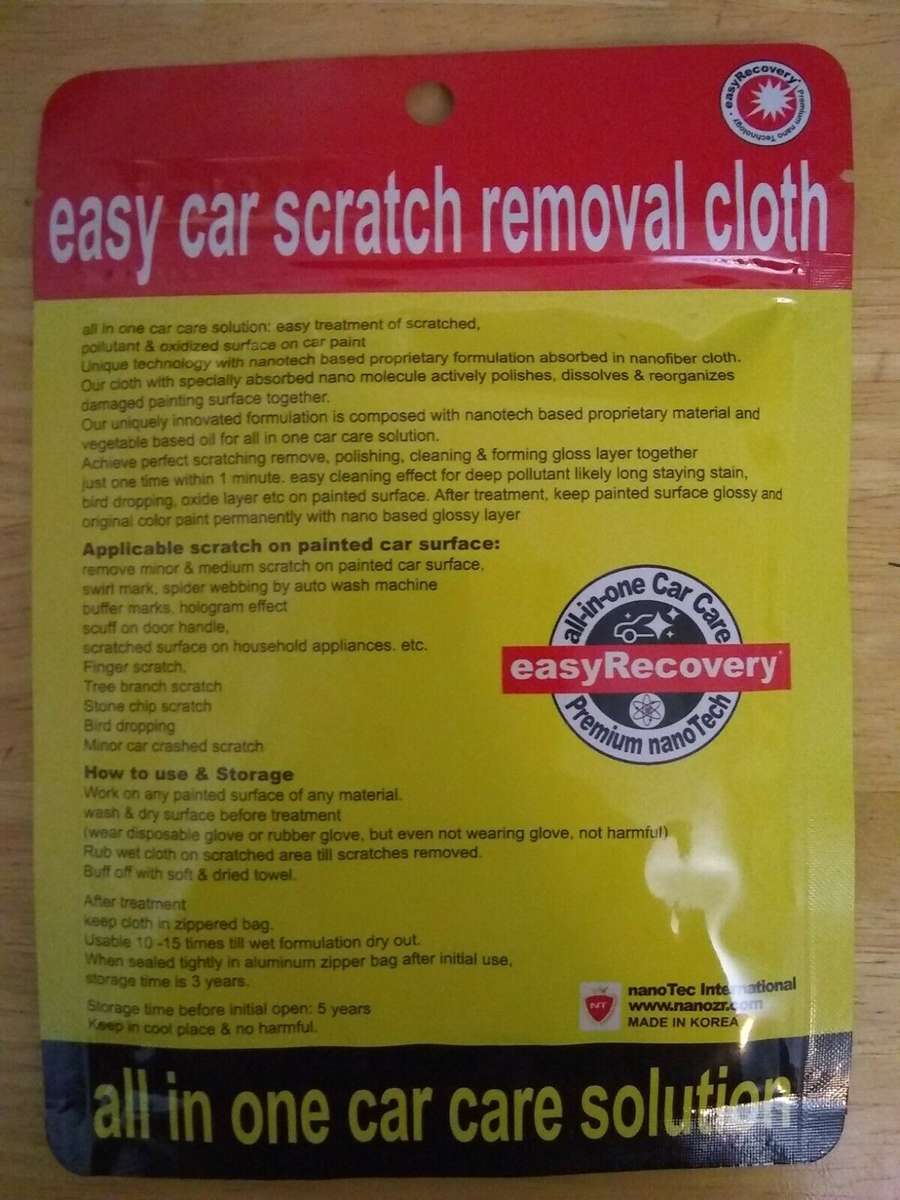 easyRecovery
Premium nano Technology
easy car scratch removal cloth
all in one car care solution: easy treatment of scratched,
pollutant & oxidized surface on car paint
Unique technology with nanotech based proprietary formulation absorbed in nanofiber cloth.
Our cloth with specially absorbed nano molecule actively polishes, dissolves & reorganizes
damaged painting surface together.
Our uniquely innovated formulation is composed with nanotech based proprietary material and
vegetable based oil for all in one car care solution.
Achieve perfect scratching remove, polishing, cleaning & forming gloss layer together
just one time within 1 minute. easy cleaning effect for deep pollutant likely long staying stain,
bird dropping, oxide layer etc on painted surface. After treatment, keep painted surface glossy and
original color paint permanently with nano based glossy layer
Applicable scratch on painted car surface:
remove minor & medium scratch on painted car surface,
swirl mark, spider webbing by auto wash machine
buffer marks, hologram effect
scuff on door handle,
scratched surface on household appliances. etc.
Finger scratch,
Tree branch scratch
Stone chip scratch
Bird dropping
Minor car crashed scratch
all-in-one Car Care
easyRecovery
Premium nanoTech
How to use & Storage
Work on any painted surface of any material.
wash & dry surface before treatment
(wear disposable glove or rubber glove, but even not wearing glove, not harmful)
Rub wet cloth on scratched area till scratches removed.
Buff off with soft & dried towel.
After treatment
keep cloth in zippered bag.
Usable 10 -15 times till wet formulation dry out.
When sealed tightly in aluminum zipper bag after initial use,
storage time is 3 years.
Storage time before initial open: 5 years
Keep in cool place & no harmful.
NT
nanoTec International
www.nanozr.com
MADE IN KOREA
all in one car care solution